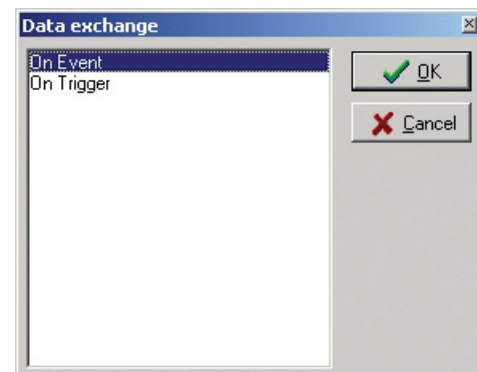 Data exchange
On Event
On Trigger
OK
Cancel